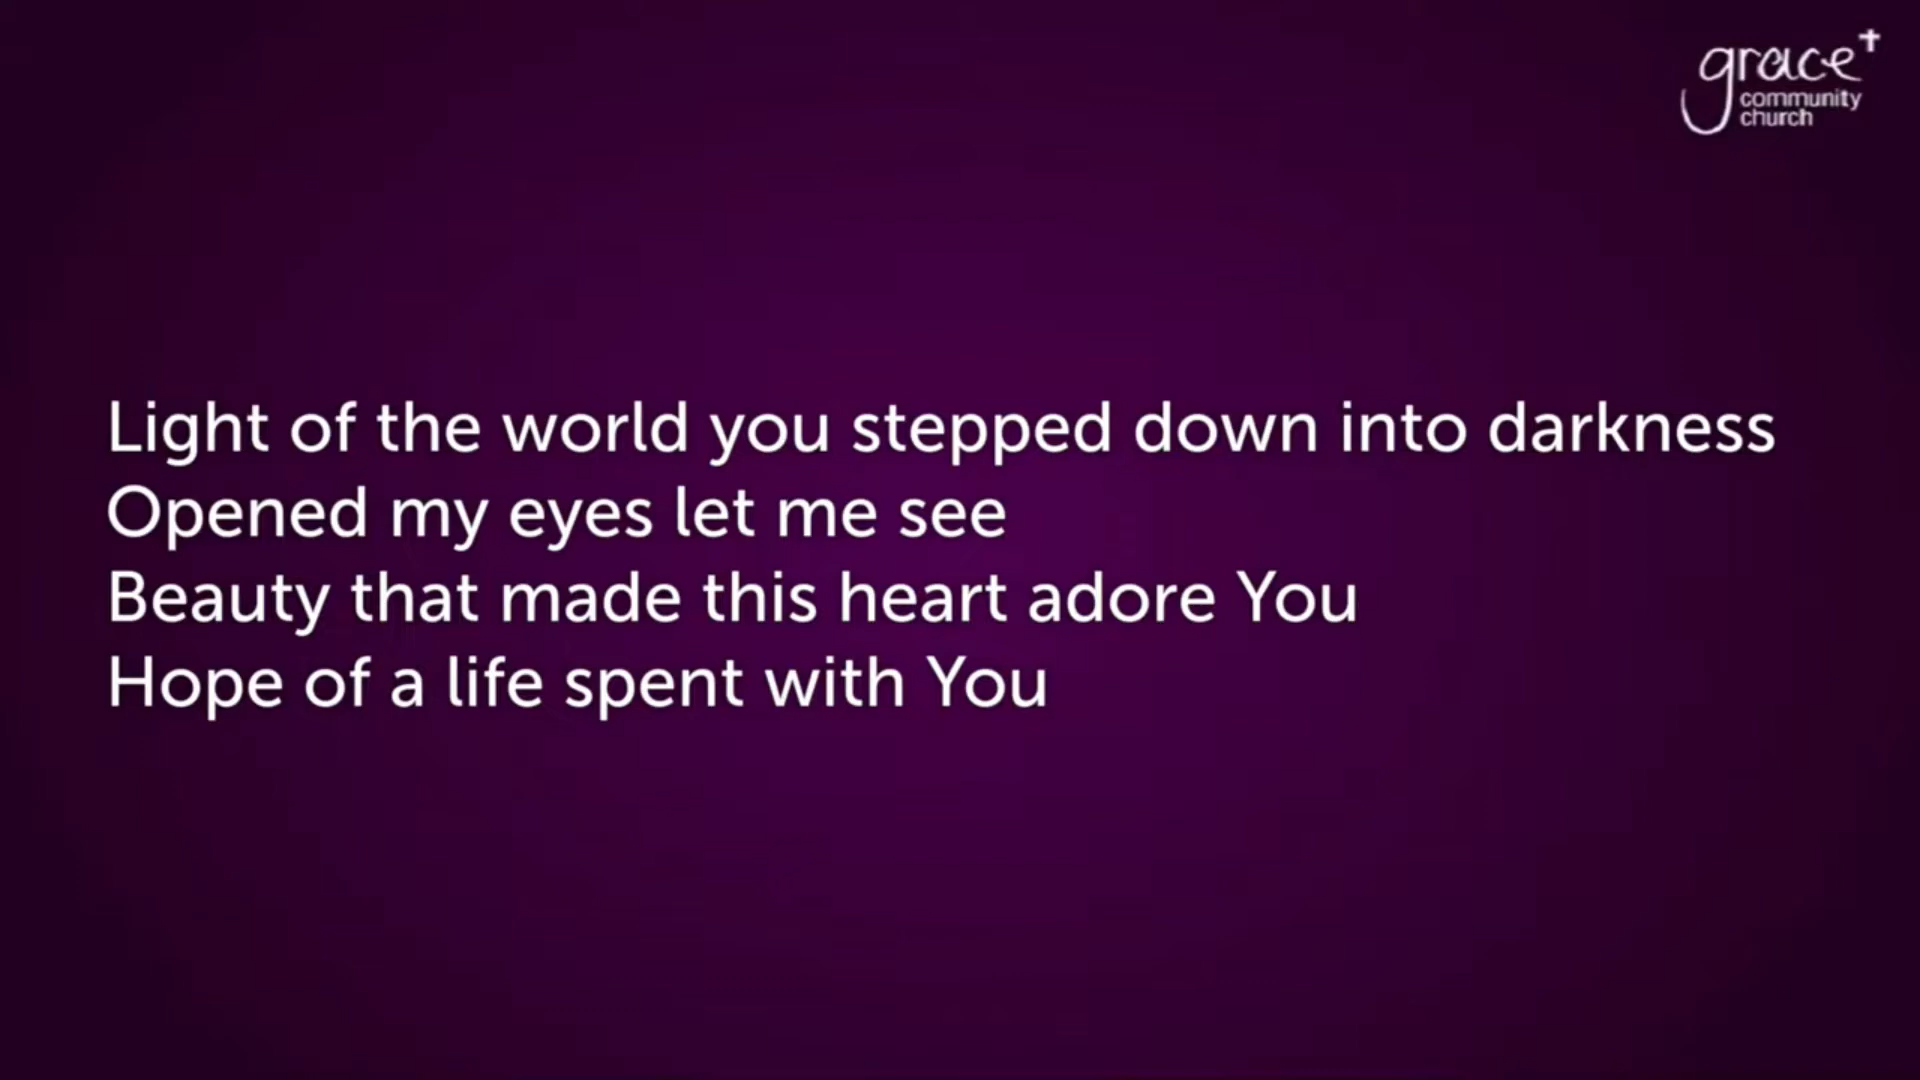 grace
community
church
Light of the world you stepped down into darkness
Opened my eyes let me see
Beauty that made this heart adore You
Hope of a life spent with You